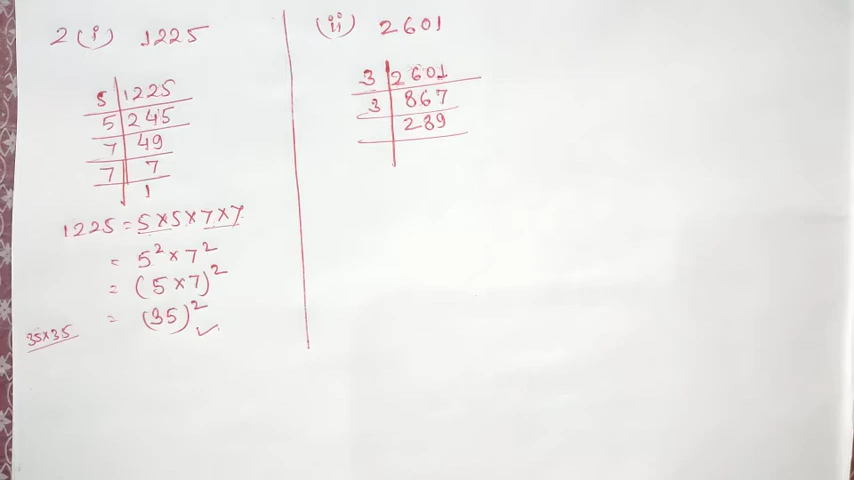 2(i) 1225
5 | 1225
5 | 245
7 | 49
7 | 7
1
1225 = 5×5×7×7
= 5² × 7²
= (5×7)²
= (35)² ✓
35×35
(ii) 2601
3 | 2601
3 | 867
289